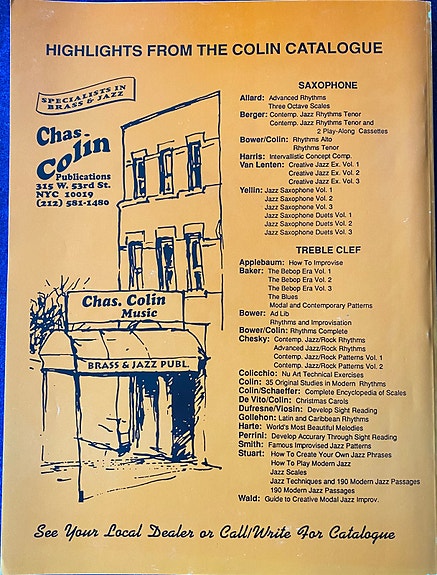 HIGHLIGHTS FROM THE COLIN CATALOGUE
SPECIALISTS IN
BRASS & JAZZ
Chas.
Colin
Publications
315 W. 53rd St.
NYC 10019
(212) 581-1480
Chas. Colin
Music
BRASS & JAZZ PUBL.
SAXOPHONE
Allard: Advanced Rhythms
Three Octave Scales
Berger: Contemp. Jazz Rhythms Tenor
Contemp. Jazz Rhythms Tenor and
2 Play-Along Cassettes
Bower/Colin: Rhythms Alto
Rhythms Tenor
Harris: Intervallistic Concept Comp.
Van Lenten: Creative Jazz Ex. Vol. 1
Creative Jazz Ex. Vol. 2
Creative Jazz Ex. Vol. 3
Yellin: Jazz Saxophone Vol. 1
Jazz Saxophone Vol. 2
Jazz Saxophone Vol. 3
Jazz Saxophone Duets Vol. 1
Jazz Saxophone Duets Vol. 2
Jazz Saxophone Duets Vol. 3
TREBLE CLEF
Applebaum: How To Improvise
Baker: The Bebop Era Vol. 1
The Bebop Era Vol. 2
The Bebop Era Vol. 3
The Blues
Modal and Contemporary Patterns
Bower: Ad Lib
Rhythms and Improvisation
Bower/Colin: Rhythms Complete
Chesky: Contemp. Jazz/Rock Rhythms
Advanced Jazz/Rock Rhythms
Contemp. Jazz/Rock Patterns Vol. 1
Contemp. Jazz/Rock Patterns Vol. 2
Colicchio: Nu Art Technical Exercises
Colin: 35 Original Studies in Modern Rhythms
Colin/Schaeffer: Complete Encyclopedia of Scales
De Vito/Colin: Christmas Carols
Dufresne/Viosin: Develop Sight Reading
Gollehon: Latin and Caribbean Rhythms
Harte: World's Most Beautiful Melodies
Perrini: Develop Accuracy Through Sight Reading
Smith: Famous Improvised Jazz Patterns
Stuart: How To Create Your Own Jazz Phrases
How To Play Modern Jazz
Jazz Scales
Jazz Techniques and 190 Modern Jazz Passages
190 Modern Jazz Passages
Wald: Guide to Creative Modal Jazz Improv.
See Your Local Dealer or Call/Write For Catalogue